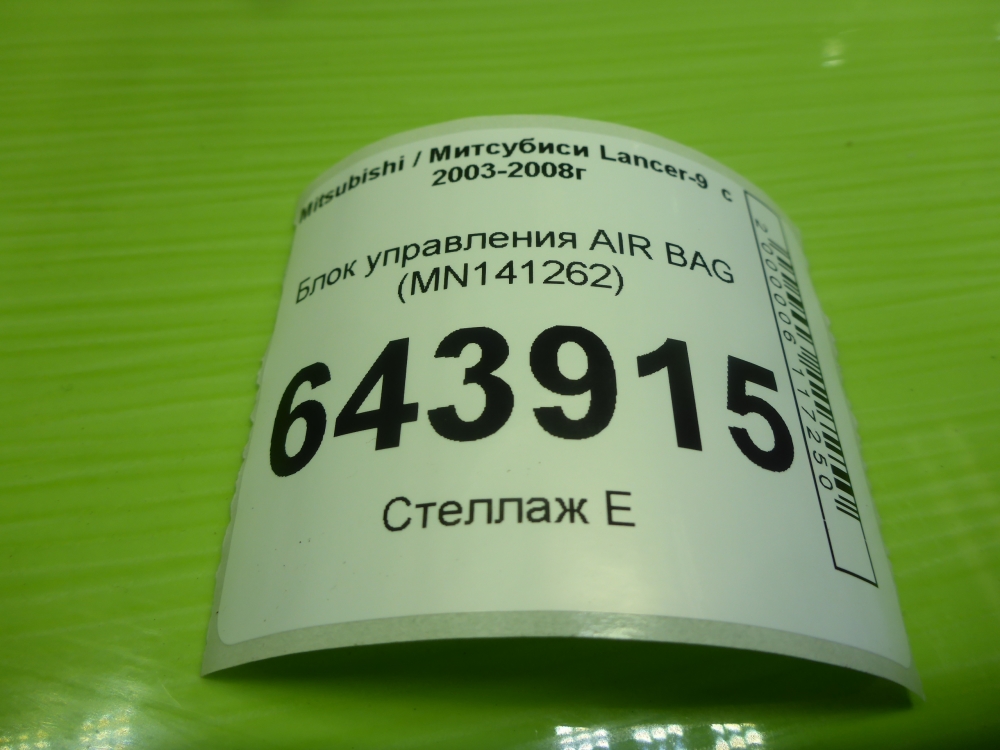 Mitsubishi / Митсубиси Lancer-9 с
2003-2008г
Блок управления AIR BAG
(MN141262)
643915
Стеллаж Е
2000006117250